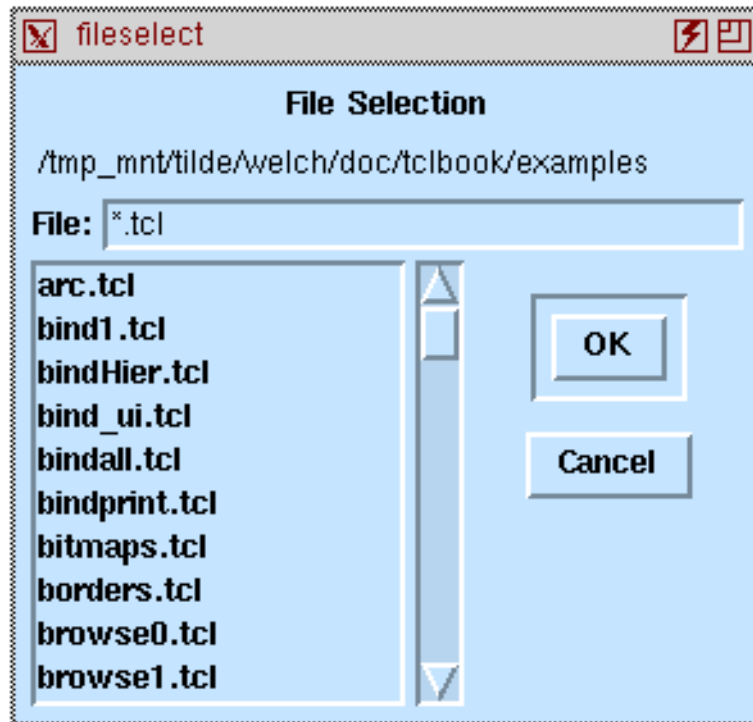 fileselect
File Selection
/tmp_mnt/tilde/welch/doc/tclbook/examples
File: *.tcl
arc.tcl
bind1.tcl
bindHier.tcl
bind_ui.tcl
bindall.tcl
bindprint.tcl
bitmaps.tcl
borders.tcl
browse0.tcl
browse1.tcl
OK
Cancel